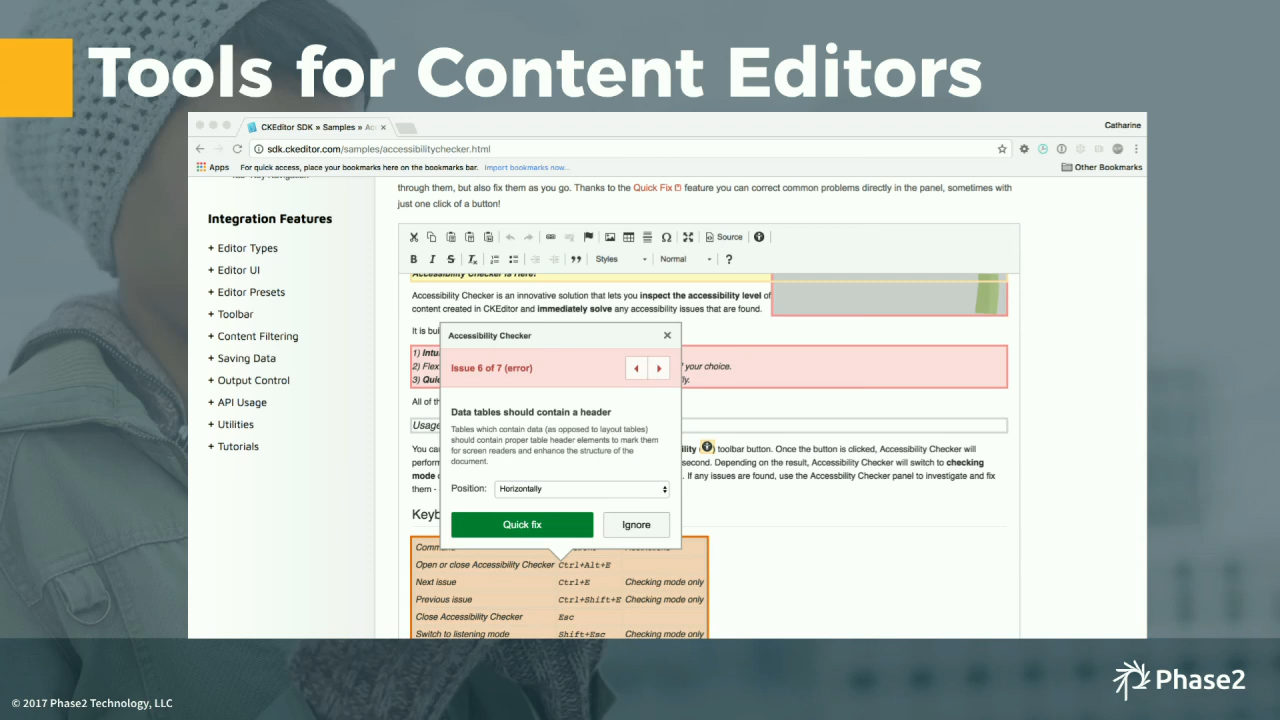 Tools for Content Editors
CKEditor SDK » Samples » Ac
Catharine
sdk.ckeditor.com/samples/accessibilitychecker.html
Apps For quick access, place your bookmarks here on the bookmarks bar. Import bookmarks now... Other Bookmarks
through them, but also fix them as you go. Thanks to the Quick Fix feature you can correct common problems directly in the panel, sometimes with
just one click of a button!
Integration Features
+ Editor Types
+ Editor UI
+ Editor Presets
+ Toolbar
+ Content Filtering
+ Saving Data
+ Output Control
+ API Usage
+ Utilities
+ Tutorials
Source
B I S Styles Normal ?
Accessibility Checker is Here!
Accessibility Checker is an innovative solution that lets you inspect the accessibility level of
content created in CKEditor and immediately solve any accessibility issues that are found.
It is
Accessibility Checker
Issue 6 of 7 (error)
1)
2) your choice.
3)
All of
Data tables should contain a header
Tables which contain data (as opposed to layout tables)
should contain proper table header elements to mark them
for screen readers and enhance the structure of the
document.
Position: Horizontally
Quick fix Ignore
Usage
You toolbar button. Once the button is clicked, Accessibility Checker will
second. Depending on the result, Accessibility Checker will switch to checking
mode . If any issues are found, use the Accessbility Checker panel to investigate and fix
them -
Open or close Accessibility Checker Ctrl+Alt+E
Next issue Ctrl+E Checking mode only
Previous issue Ctrl+Shift+E Checking mode only
Close Accessibility Checker Esc
Switch to listening mode Shift+Esc Checking mode only
© 2017 Phase2 Technology, LLC
Phase2